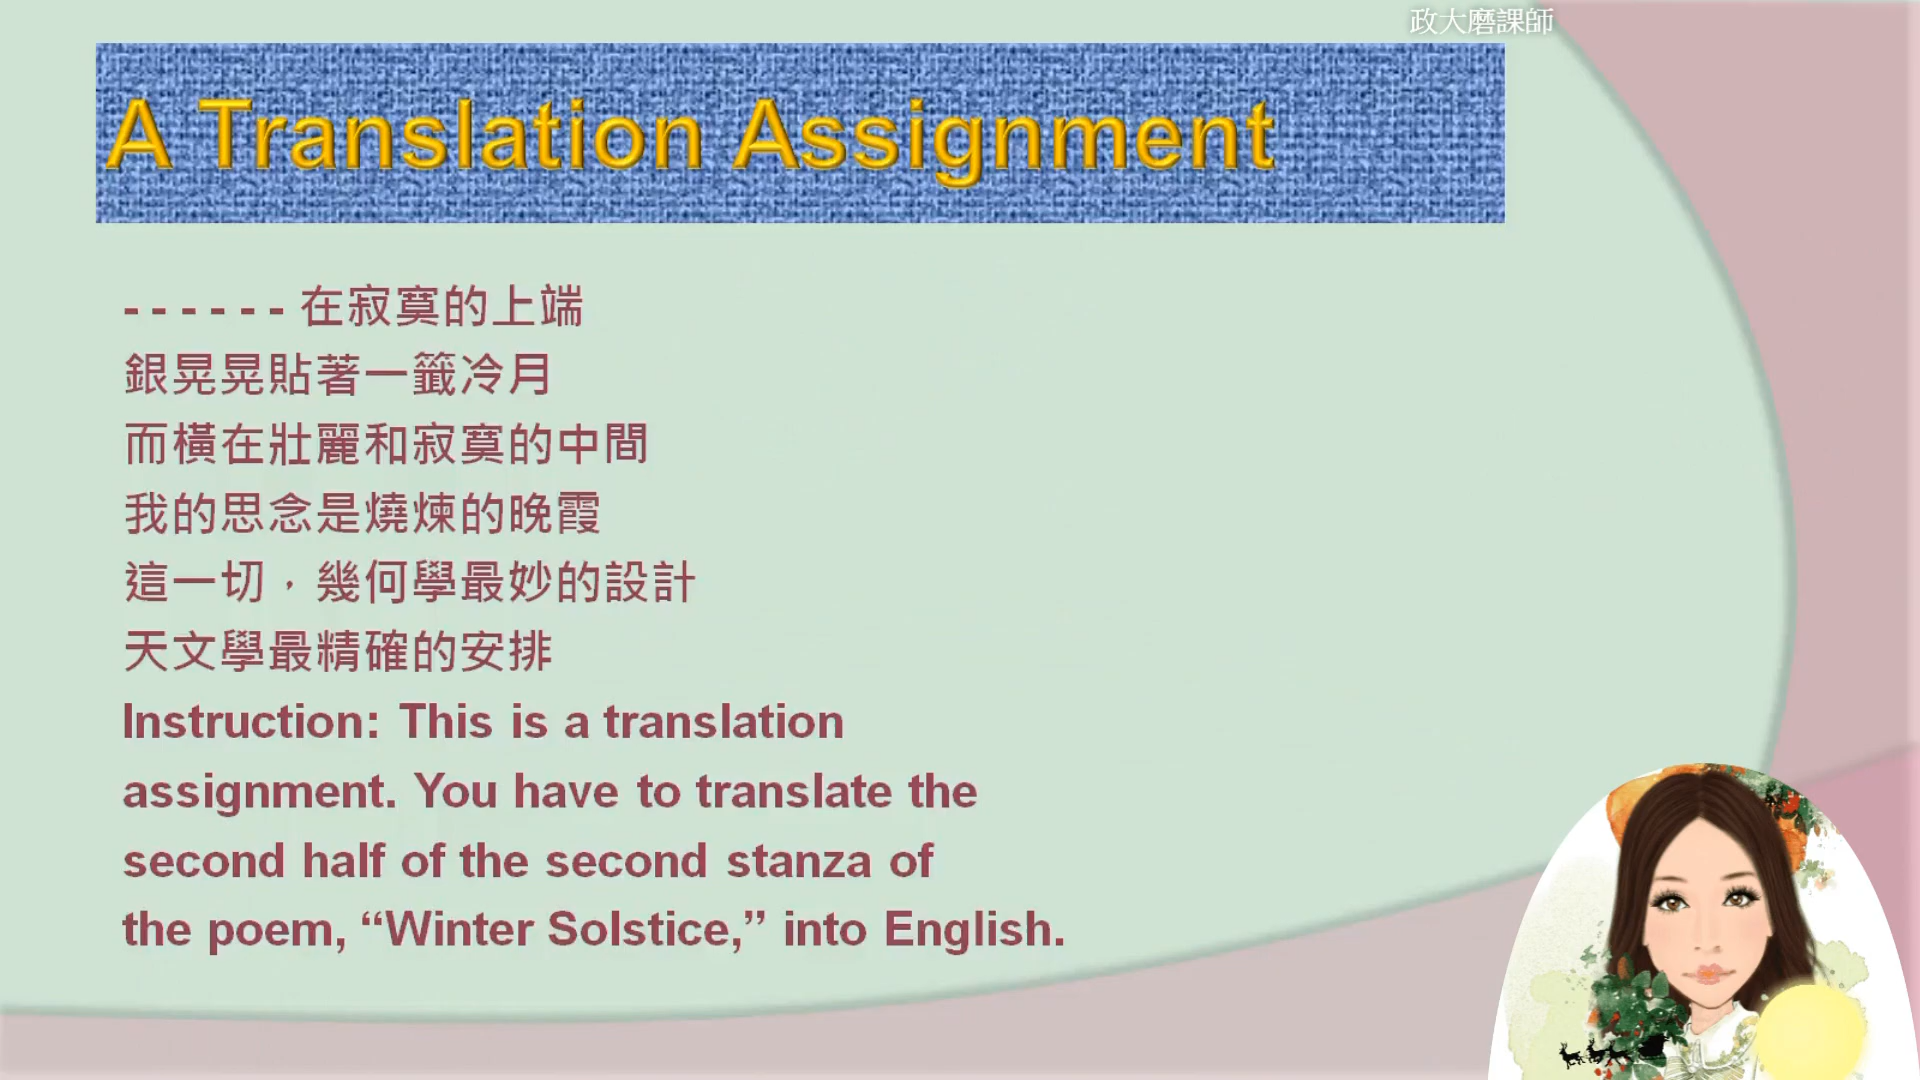 政大磨課師
A Translation Assignment
------在寂寞的上端
銀晃晃貼著一籤冷月
而橫在壯麗和寂寞的中間
我的思念是燒煉的晚霞
這一切，幾何學最妙的設計
天文學最精確的安排
Instruction: This is a translation
assignment. You have to translate the
second half of the second stanza of
the poem, “Winter Solstice,” into English.